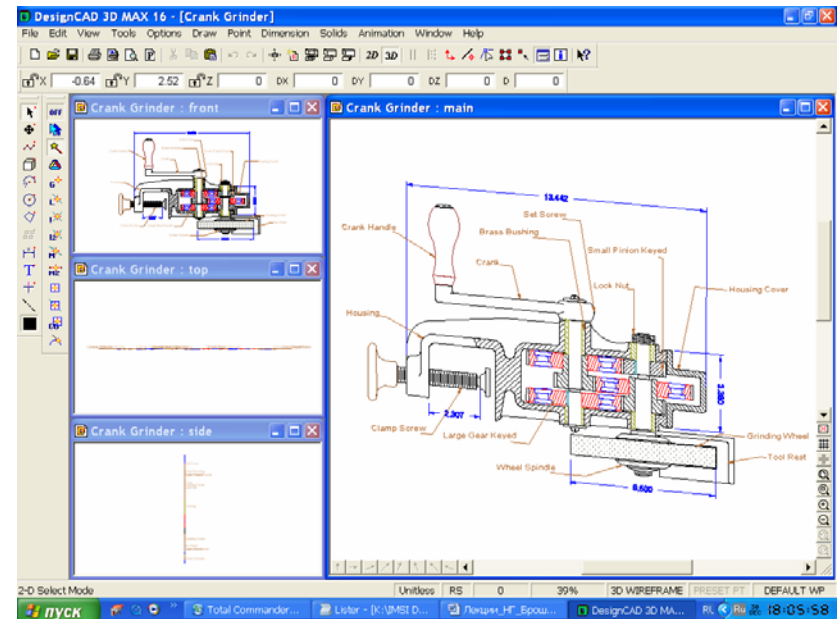 DesignCAD 3D MAX 16 - [Crank Grinder]
File Edit View Tools Options Draw Point Dimension Solids Animation Window Help
2D 3D
X -0.64 Y 2.52 Z 0 DX 0 DY 0 DZ 0 D 0
OFF
Crank Grinder : front
Crank Grinder : main
13.442
Set Screw
Crank Handle
Brass Bushing
Small Pinion Keyed
Crank
Lock Nut
Housing Cover
Crank Grinder : top
Housing
2.307
Clamp Screw
Large Gear Keyed
Grinding Wheel
Tool Rest
Wheel Spindle
6.500
Crank Grinder : side
2-D Select Mode
Unitless RS 0 39% 3D WIREFRAME PRESET PT DEFAULT WP
пуск
Total Commander...
Lister - [K:\IMSI D...
Лекции_НГ_Брош...
DesignCAD 3D MA...
RL
Ru
18:05:58